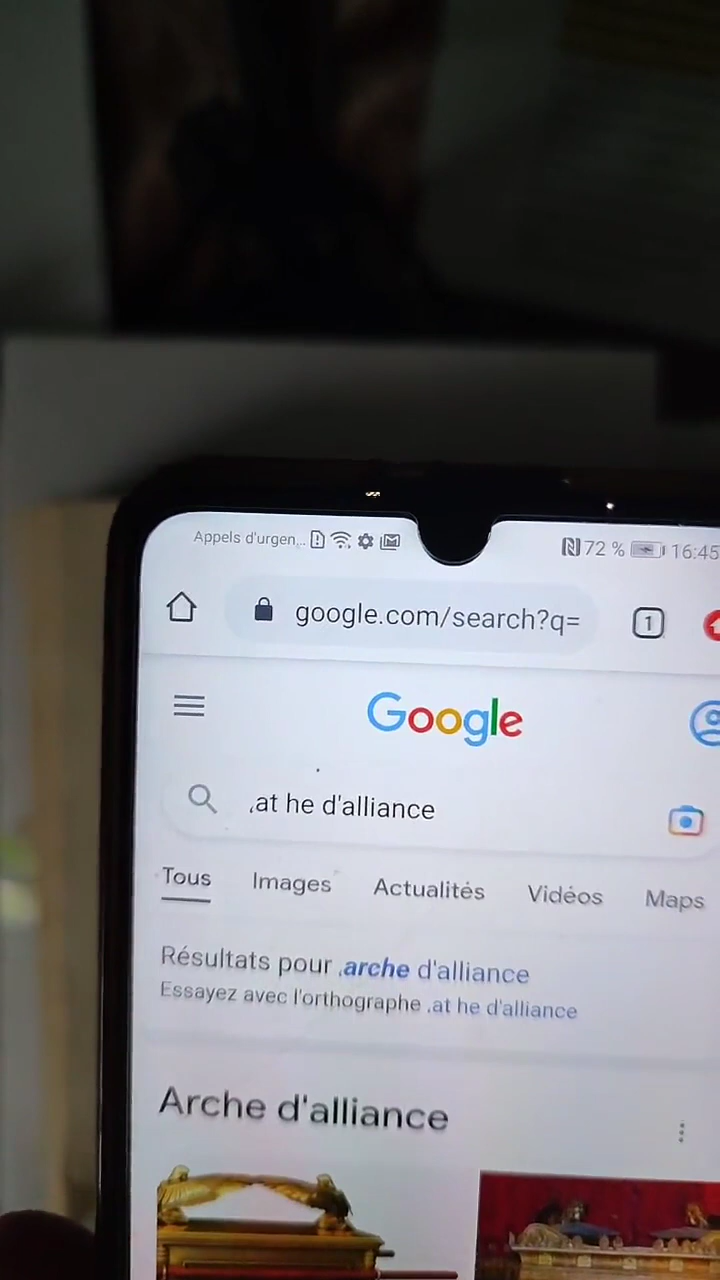 Appels d'urgen... 72 % 16:45
google.com/search?q= 1
Google
.at he d'alliance
Tous Images Actualités Vidéos Maps
Résultats pour .arche d'alliance
Essayez avec l'orthographe .at he d'alliance
Arche d'alliance